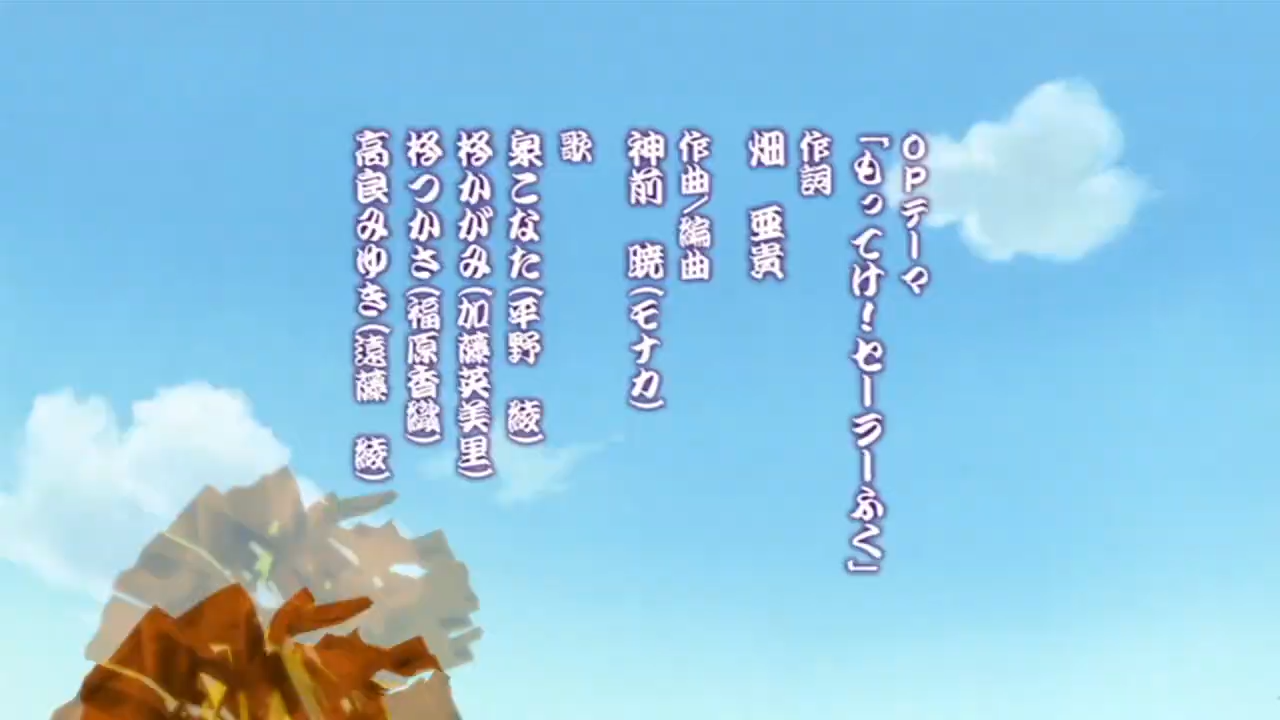 OPテーマ
「もってけ!セーラーふく」
作詞
畑 亜貴
作曲/編曲
神前 暁(モナカ)
歌
泉こなた(平野 綾)
柊かがみ(加藤英美里)
柊つかさ(福原香織)
高良みゆき(遠藤 綾)